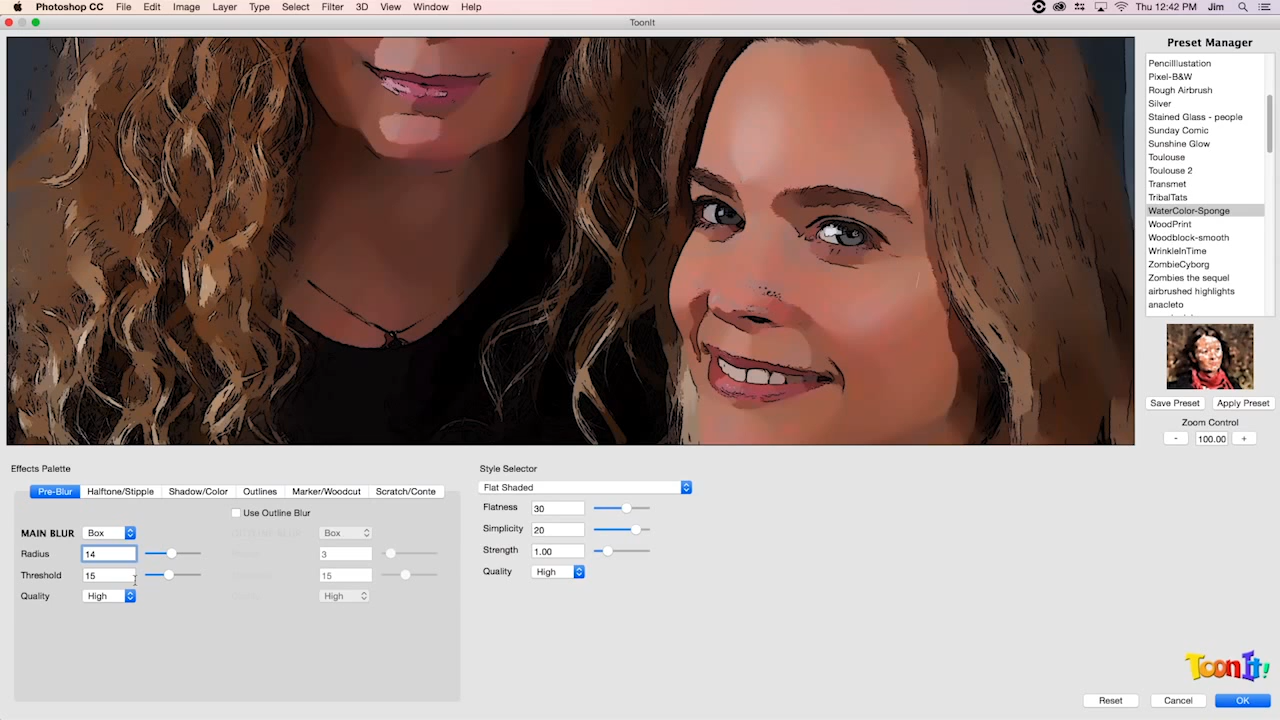 Photoshop CC File Edit Image Layer Type Select Filter 3D View Window Help Thu 12:42 PM Jim
ToonIt
Preset Manager
PencilIlustation
Pixel-B&W
Rough Airbrush
Silver
Stained Glass - people
Sunday Comic
Sunshine Glow
Toulouse
Toulouse 2
Transmet
TribalTats
WaterColor-Sponge
WoodPrint
Woodblock-smooth
WrinkleInTime
ZombieCyborg
Zombies the sequel
airbrushed highlights
anacleto
Save Preset Apply Preset
Zoom Control
- 100.00 +
Effects Palette
Pre-Blur Halftone/Stipple Shadow/Color Outlines Marker/Woodcut Scratch/Conte
Use Outline Blur
MAIN BLUR Box OUTLINE BLUR Box
Radius 14 3
Threshold 15 15
Quality High High
Style Selector
Flat Shaded
Flatness 30
Simplicity 20
Strength 1.00
Quality High
ToonIt!
Reset Cancel OK